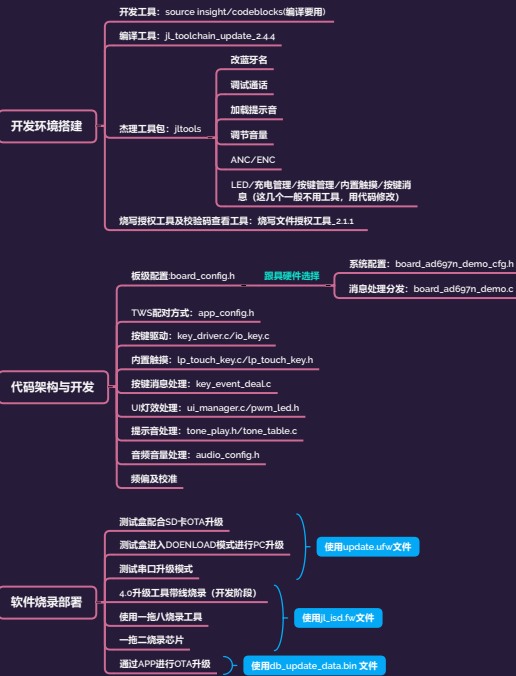 开发环境搭建
开发工具：source insight/codeblocks(编译要用)
编译工具：jl_toolchain_update_2.4.4
杰理工具包：jltools
改蓝牙名
调试通话
加载提示音
调节音量
ANC/ENC
LED/充电管理/按键管理/内置触摸/按键消
息（这几个一般不用工具，用代码修改）
烧写授权工具及校验码查看工具：烧写文件授权工具_2.1.1
代码架构与开发
板级配置:board_config.h
跟具硬件选择
系统配置：board_ad697n_demo_cfg.h
消息处理分发：board_ad697n_demo.c
TWS配对方式：app_config.h
按键驱动：key_driver.c/io_key.c
内置触摸：lp_touch_key.c/lp_touch_key.h
按键消息处理：key_event_deal.c
UI灯效处理：ui_manager.c/pwm_led.h
提示音处理：tone_play.h/tone_table.c
音频音量处理：audio_config.h
频偏及校准
软件烧录部署
测试盒配合SD卡OTA升级
测试盒进入DOENLOAD模式进行PC升级
测试串口升级模式
使用update.ufw文件
4.0升级工具带线烧录（开发阶段）
使用一拖八烧录工具
一拖二烧录芯片
使用jl_isd.fw文件
通过APP进行OTA升级
使用db_update_data.bin 文件